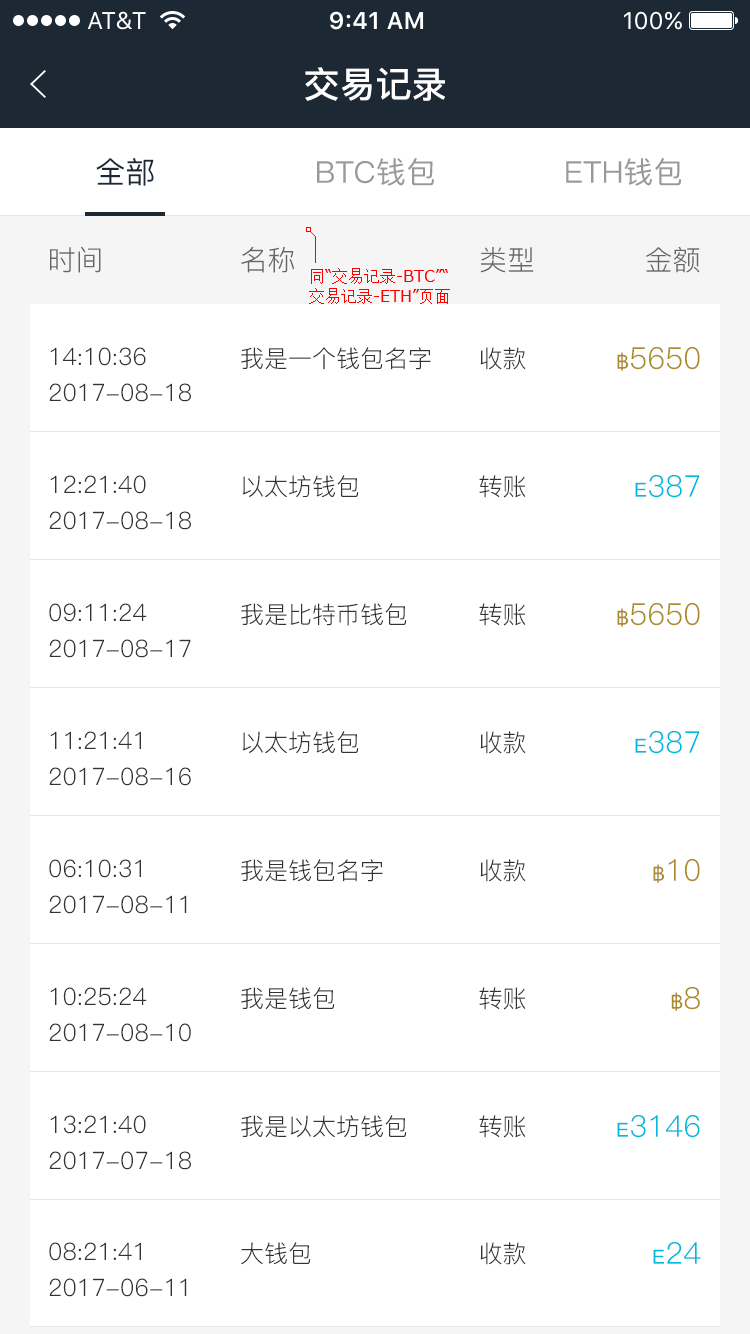 AT&T 9:41 AM 100%
交易记录
全部 BTC钱包 ETH钱包
时间 名称 类型 金额
同“交易记录-BTC”“
交易记录-ETH”页面
14:10:36 我是一个钱包名字 收款 ฿5650
2017-08-18
12:21:40 以太坊钱包 转账 E387
2017-08-18
09:11:24 我是比特币钱包 转账 ฿5650
2017-08-17
11:21:41 以太坊钱包 收款 E387
2017-08-16
06:10:31 我是钱包名字 收款 ฿10
2017-08-11
10:25:24 我是钱包 转账 ฿8
2017-08-10
13:21:40 我是以太坊钱包 转账 E3146
2017-07-18
08:21:41 大钱包 收款 E24
2017-06-11